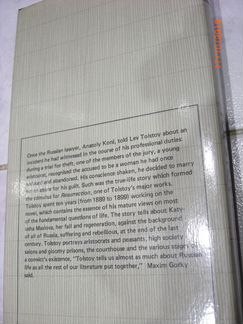 Once the Russian lawyer, Anatoly Koni, told Lev Tolstoy about an
incident he had witnessed in the course of his professional duties:
during a trial for theft, one of the members of the jury, a young
aristocrat, recognised the accused to be a woman he had once
seduced and abandoned. His conscience shaken, he decided to marry
her to atone for his guilt. Such was the true-life story which formed
the stimulus for Resurrection, one of Tolstoy's major works.
Tolstoy spent ten years (from 1889 to 1899) working on the
novel, which contains the essence of his mature views on most
of the fundamental questions of life. The story tells about Katy-
usha Maslova, her fall and regeneration, against the background
of all of Russia, suffering and rebellious, at the end of the last
century. Tolstoy portrays aristocrats and peasants, high society
salons and gloomy prisons, the courthouse and the various stages of
a convict's existence. "Tolstoy tells us almost as much about Russian
life as all the rest of our literature put together," Maxim Gorky
said.